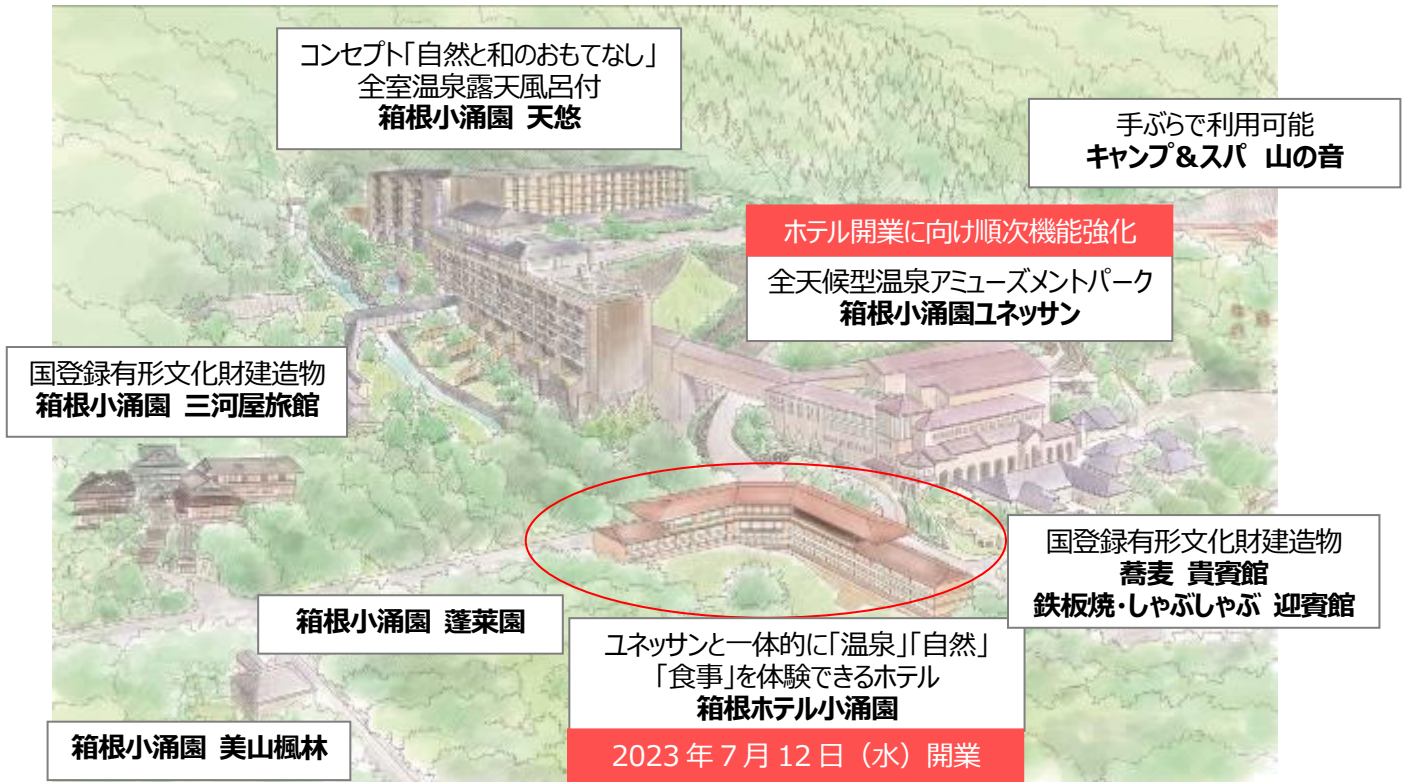 コンセプト「自然と和のおもてなし」
全室温泉露天風呂付
箱根小涌園 天悠
手ぶらで利用可能
キャンプ&スパ 山の音
ホテル開業に向け順次機能強化
全天候型温泉アミューズメントパーク
箱根小涌園ユネッサン
国登録有形文化財建造物
箱根小涌園 三河屋旅館
国登録有形文化財建造物
蕎麦 貴賓館
鉄板焼・しゃぶしゃぶ 迎賓館
箱根小涌園 蓬莱園
ユネッサンと一体的に「温泉」「自然」
「食事」を体験できるホテル
箱根ホテル小涌園
2023年7月12日（水）開業
箱根小涌園 美山楓林